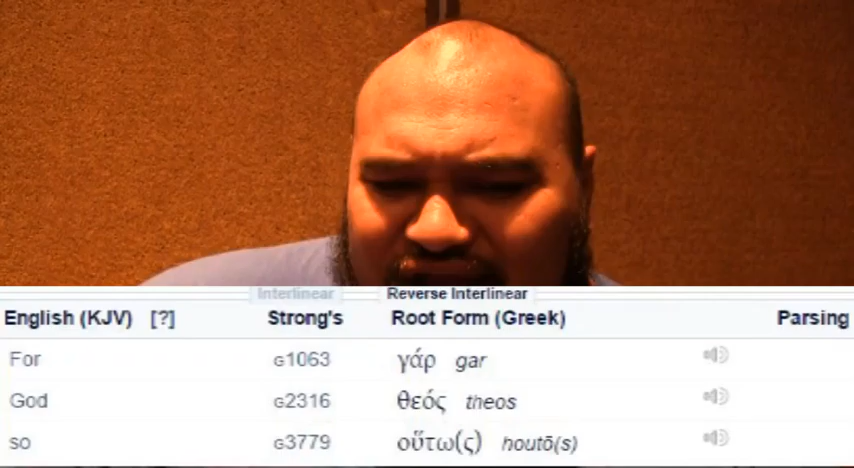 Interlinear Reverse Interlinear
English (KJV) [?] Strong's Root Form (Greek) Parsing
For G1063 γάρ gar
God G2316 θεός theos
so G3779 οὕτω(ς) houtō(s)